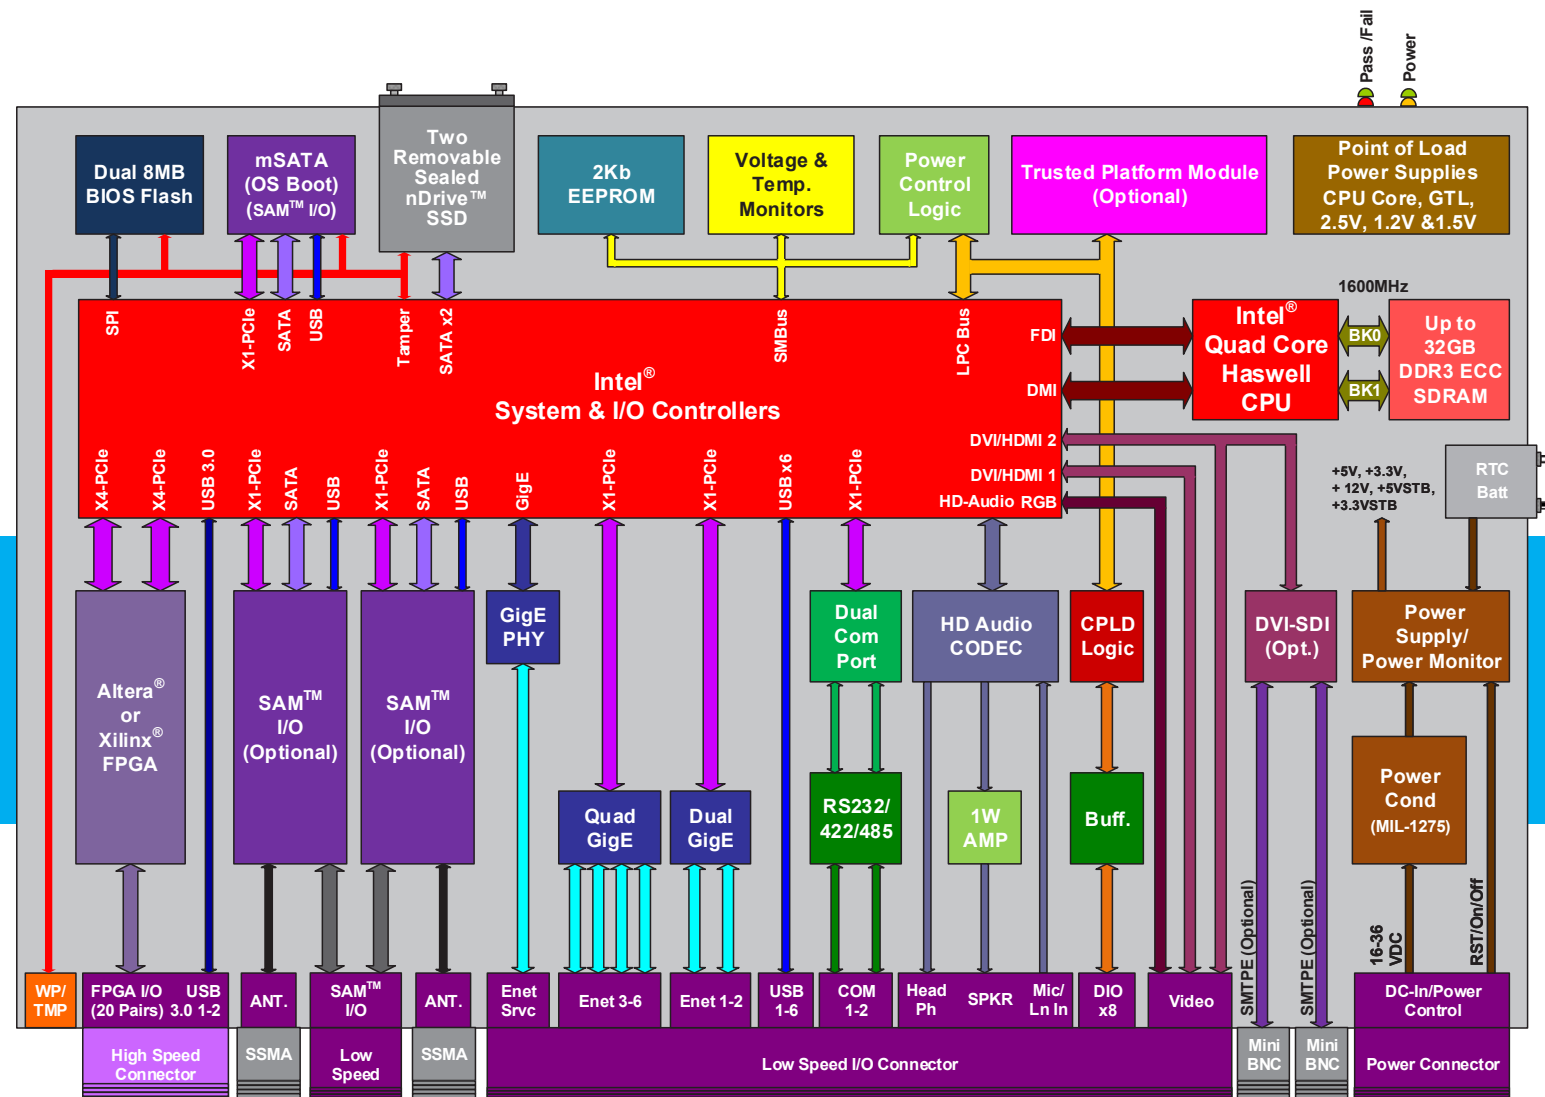 Pass /Fail
Power
Dual 8MB
BIOS Flash
mSATA
(OS Boot)
(SAM™ I/O)
Two
Removable
Sealed
nDrive™
SSD
2Kb
EEPROM
Voltage &
Temp.
Monitors
Power
Control
Logic
Trusted Platform Module
(Optional)
Point of Load
Power Supplies
CPU Core, GTL,
2.5V, 1.2V &1.5V
SPI
X1-PCIe
SATA
USB
Tamper
SATA x2
SMBus
LPC Bus
FDI
DMI
Intel®
System & I/O Controllers
Intel®
Quad Core
Haswell
CPU
1600MHz
BK0
BK1
Up to
32GB
DDR3 ECC
SDRAM
DVI/HDMI 2
DVI/HDMI 1
HD-Audio RGB
X4-PCIe
X4-PCIe
USB 3.0
X1-PCIe
SATA
USB
X1-PCIe
SATA
USB
GigE
X1-PCIe
X1-PCIe
USB x6
X1-PCIe
+5V, +3.3V,
+ 12V, +5VSTB,
+3.3VSTB
RTC
Batt
Altera®
or
Xilinx®
FPGA
SAM™
I/O
(Optional)
SAM™
I/O
(Optional)
GigE
PHY
Dual
Com
Port
HD Audio
CODEC
CPLD
Logic
DVI-SDI
(Opt.)
Power
Supply/
Power Monitor
Quad
GigE
Dual
GigE
RS232/
422/485
1W
AMP
Buff.
Power
Cond
(MIL-1275)
SMTPE (Optional)
SMTPE (Optional)
16-36
VDC
RST/On/Off
WP/
TMP
FPGA I/O
(20 Pairs)
USB
3.0 1-2
ANT.
SAM™
I/O
ANT.
Enet
Srvc
Enet 3-6
Enet 1-2
USB
1-6
COM
1-2
Head
Ph
SPKR
Mic/
Ln In
DIO
x8
Video
DC-In/Power
Control
High Speed
Connector
SSMA
Low
Speed
SSMA
Low Speed I/O Connector
Mini
BNC
Mini
BNC
Power Connector